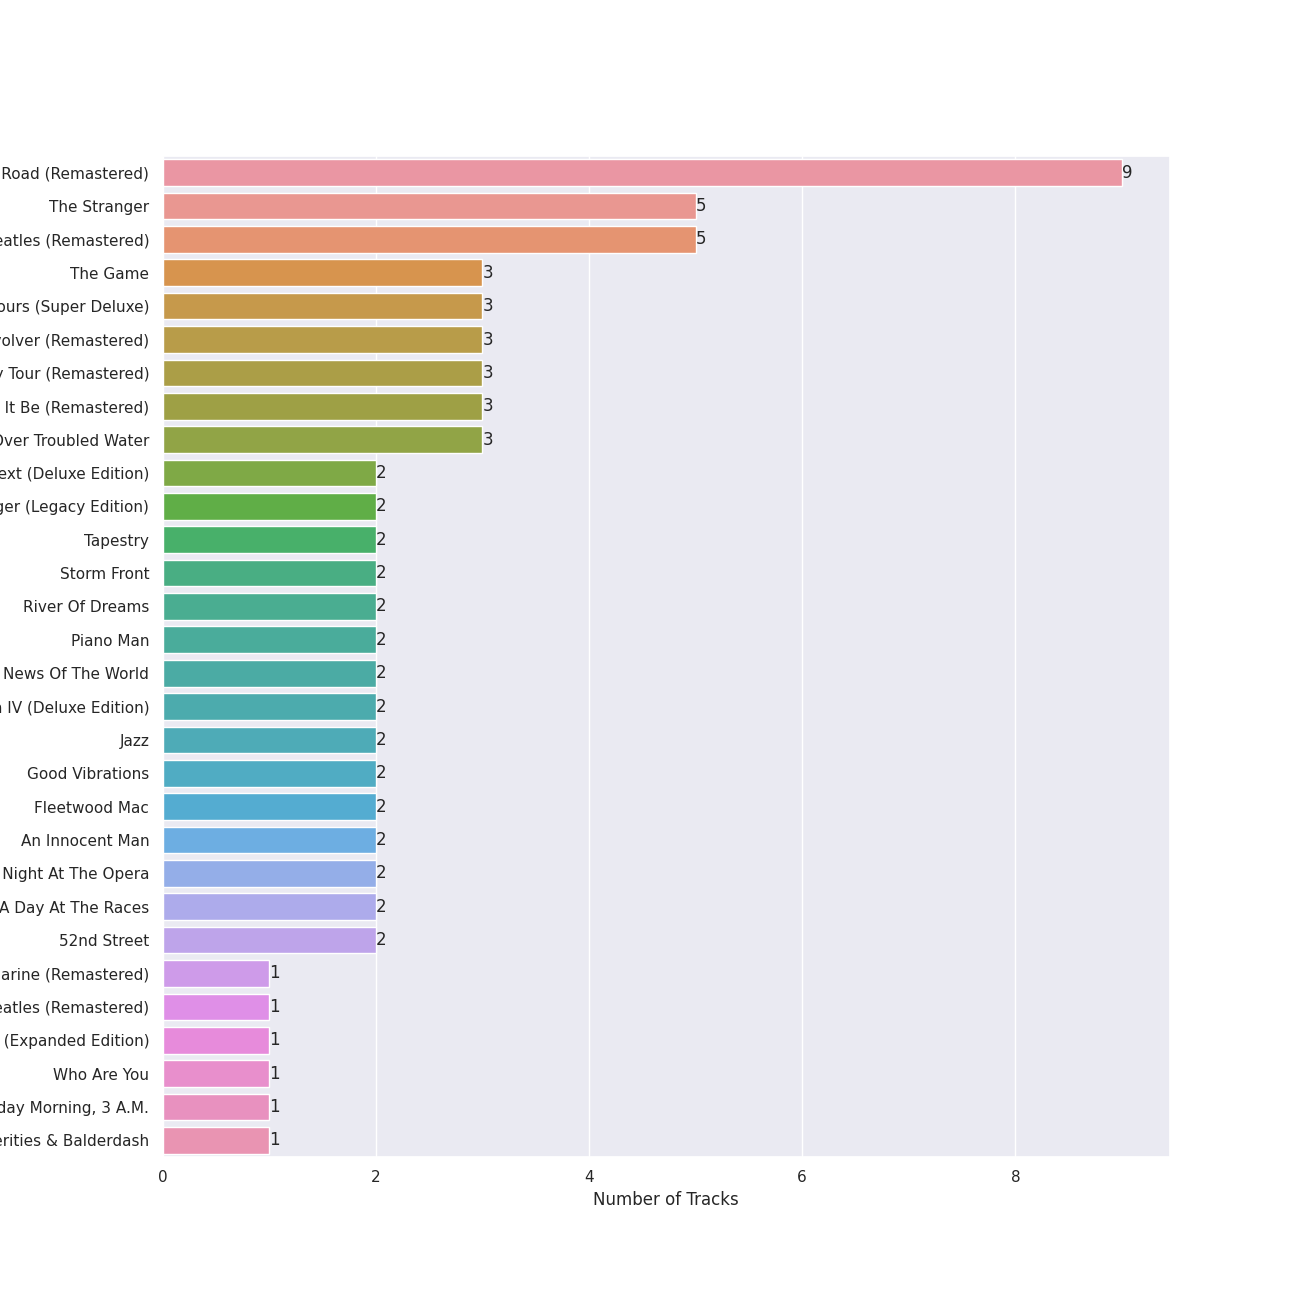 Road (Remastered) 9
The Stranger 5
eatles (Remastered) 5
The Game 3
ours (Super Deluxe) 3
olver (Remastered) 3
y Tour (Remastered) 3
It Be (Remastered) 3
Over Troubled Water 3
ext (Deluxe Edition) 2
ger (Legacy Edition) 2
Tapestry 2
Storm Front 2
River Of Dreams 2
Piano Man 2
News Of The World 2
IV (Deluxe Edition) 2
Jazz 2
Good Vibrations 2
Fleetwood Mac 2
An Innocent Man 2
Night At The Opera 2
A Day At The Races 2
52nd Street 2
arine (Remastered) 1
eatles (Remastered) 1
(Expanded Edition) 1
Who Are You 1
day Morning, 3 A.M. 1
erities & Balderdash 1
0 2 4 6 8
Number of Tracks